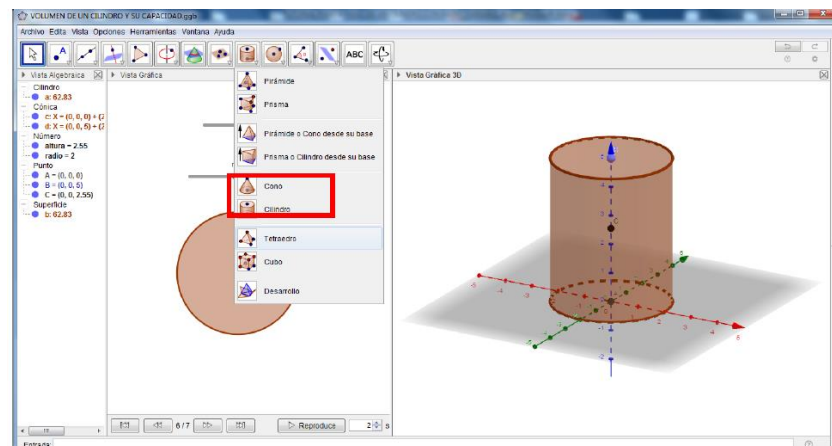 VOLUMEN DE UN CILINDRO Y SU CAPACIDAD.ggb
Archivo Edita Vista Opciones Herramientas Ventana Ayuda
ABC
Vista Algebraica
Vista Gráfica
Vista Gráfica 3D
Cilindro
a: 62.83
Cónica
c: X = (0, 0, 0) + (2
d: X = (0, 0, 5) + (2
Número
altura = 2.55
radio = 2
Punto
A = (0, 0, 0)
B = (0, 0, 5)
C = (0, 0, 2.55)
Superficie
b: 62.83
Pirámide
Prisma
Pirámide o Cono desde su base
Prisma o Cilindro desde su base
Cono
Cilindro
Tetraedro
Cubo
Desarrollo
6 / 7
Reproduce
2
s
Entrada: